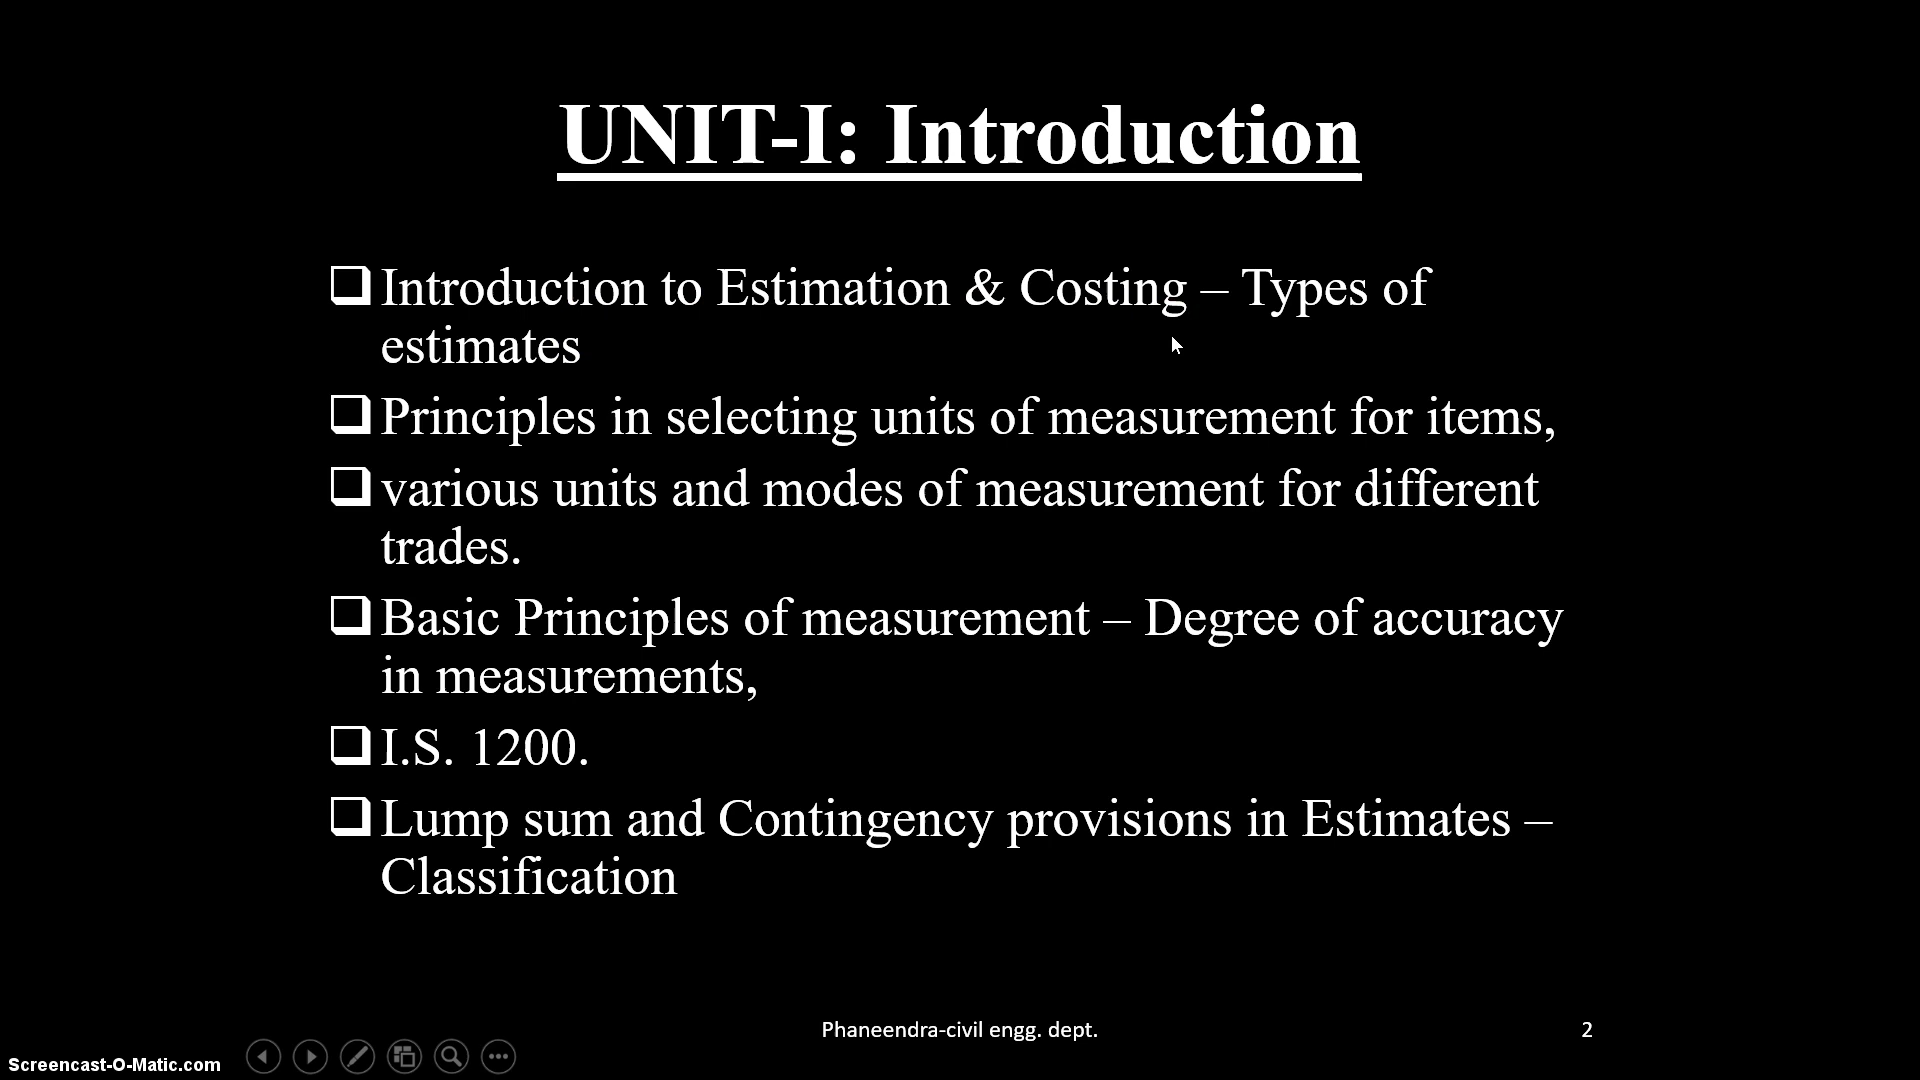 UNIT-I: Introduction
❑ Introduction to Estimation & Costing – Types of
estimates
❑ Principles in selecting units of measurement for items,
❑ various units and modes of measurement for different
trades.
❑ Basic Principles of measurement – Degree of accuracy
in measurements,
❑ I.S. 1200.
❑ Lump sum and Contingency provisions in Estimates –
Classification
Phaneendra-civil engg. dept.
2
Screencast-O-Matic.com